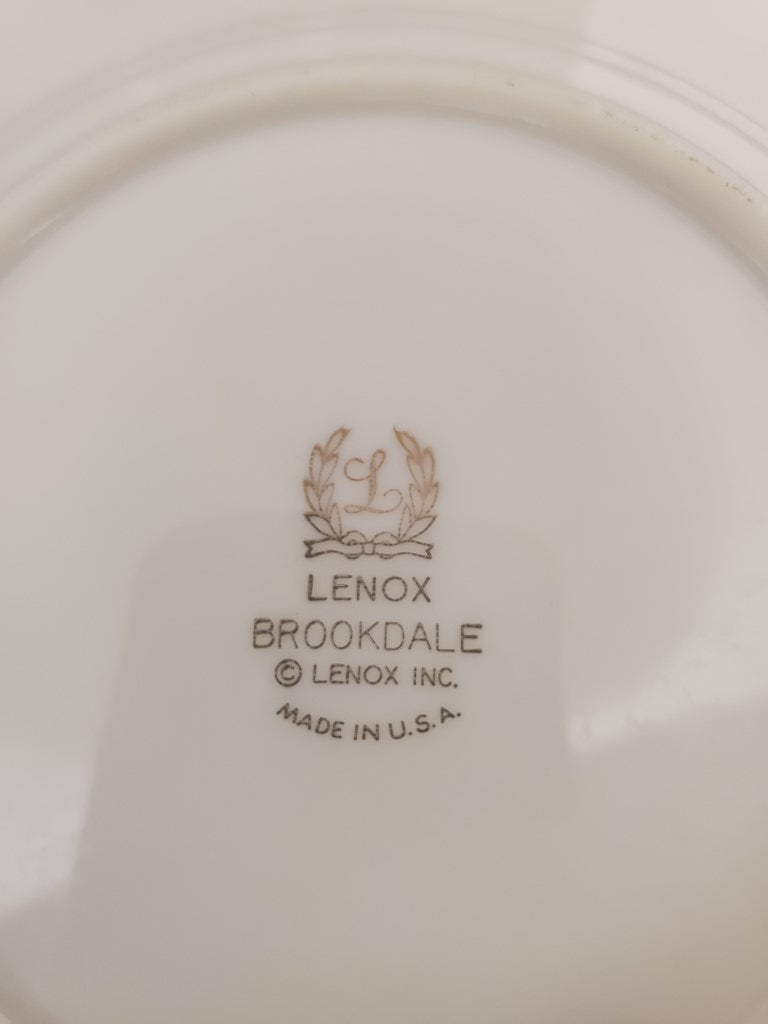 L
LENOX
BROOKDALE
© LENOX INC.
MADE IN U.S.A.